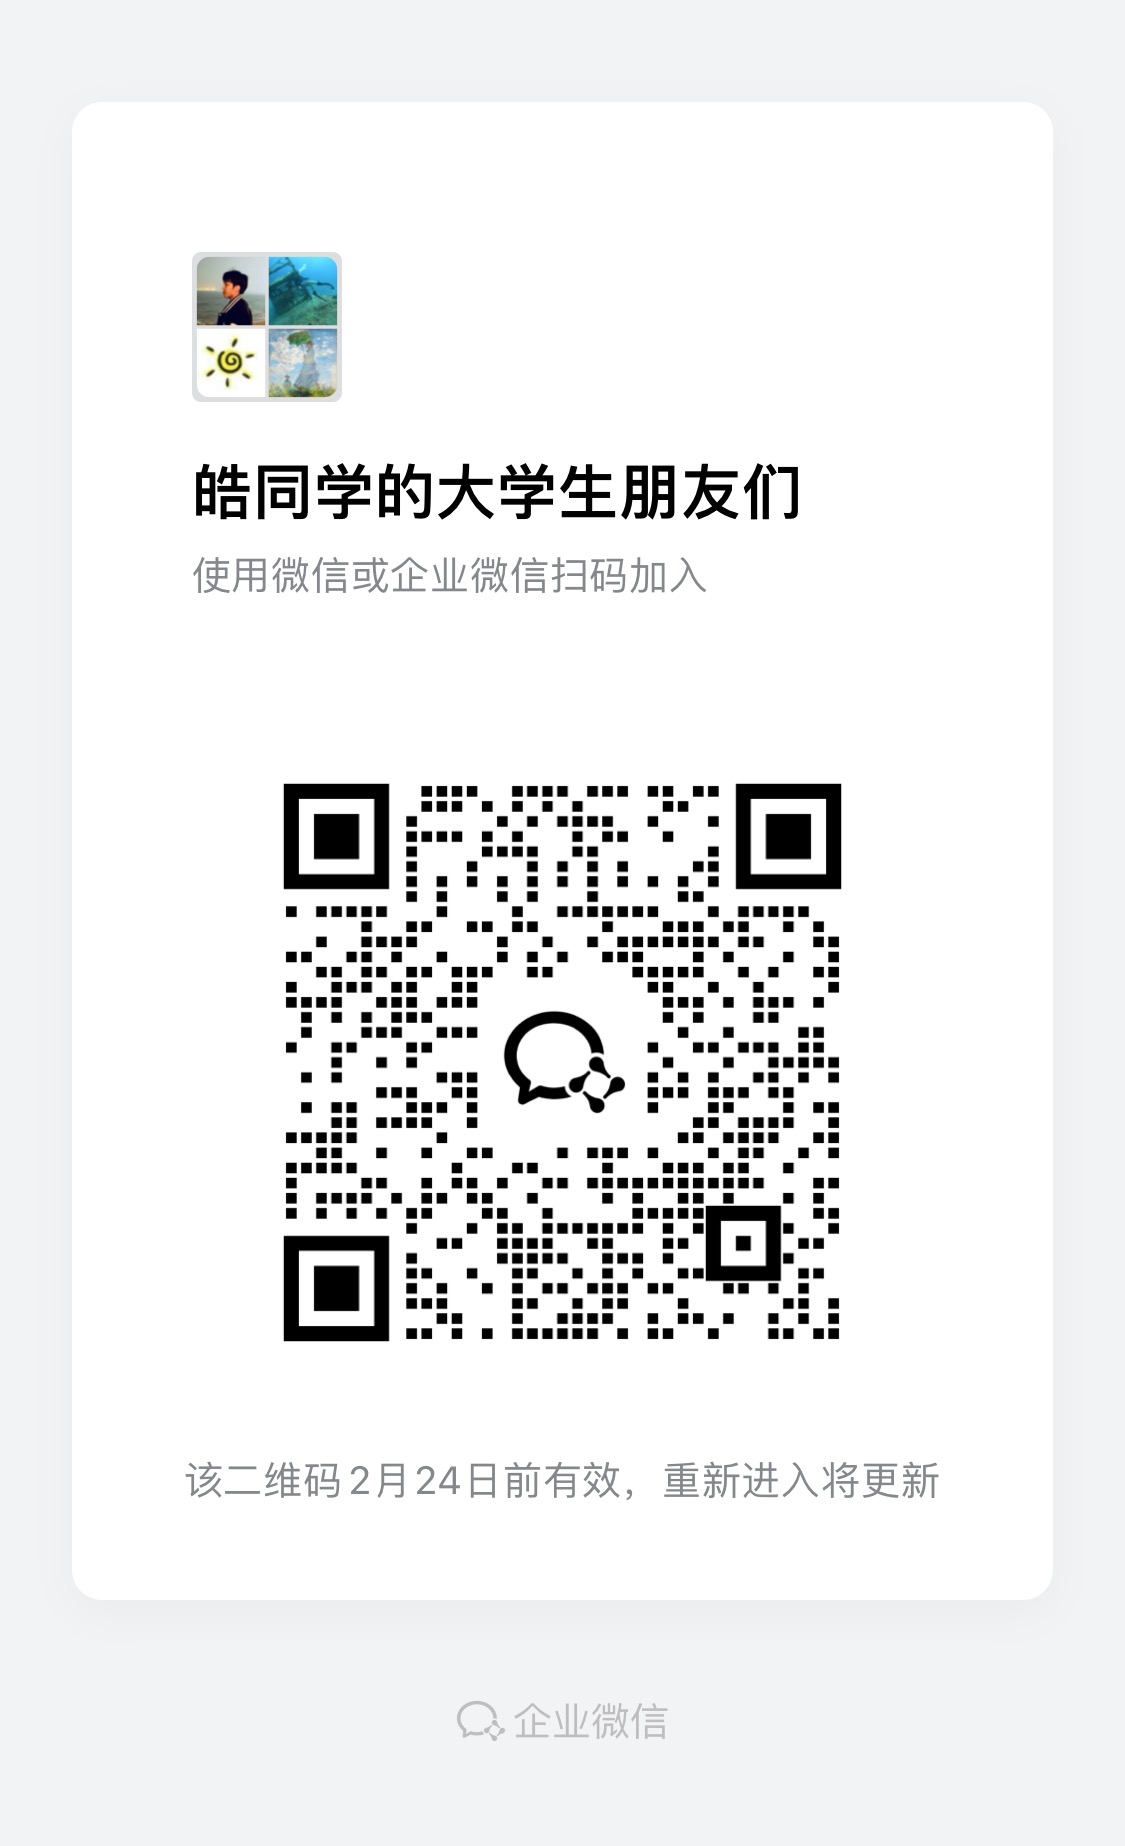 皓同学的大学生朋友们
使用微信或企业微信扫码加入
该二维码2月24日前有效，重新进入将更新
企业微信